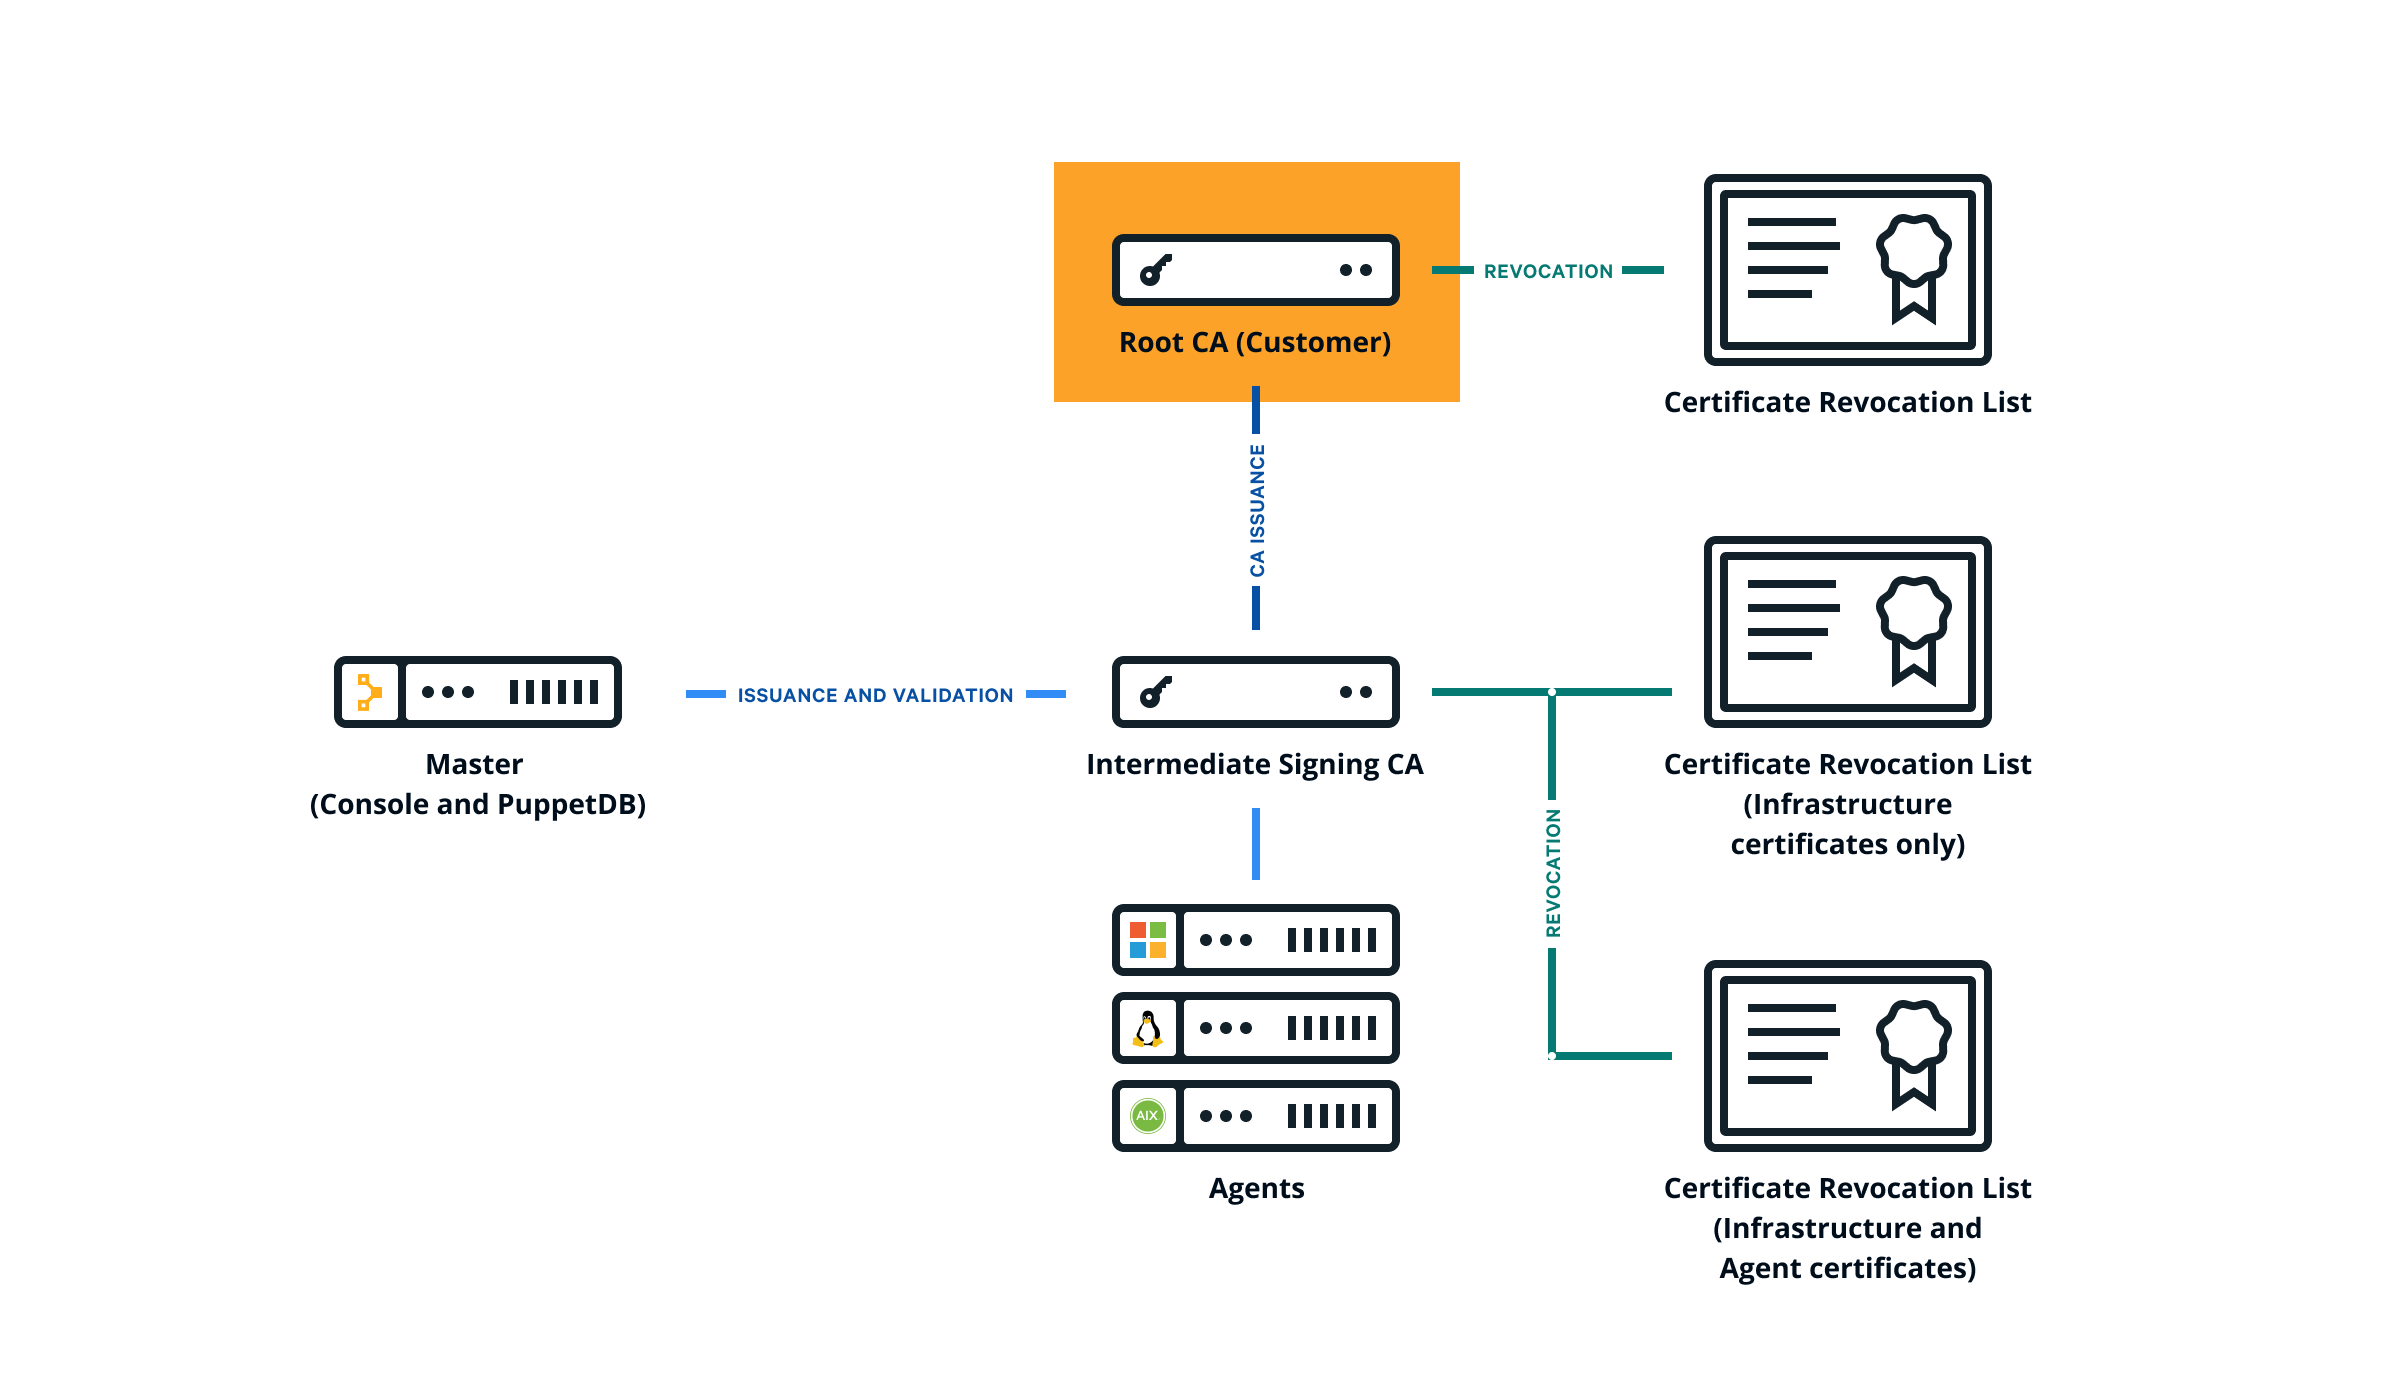 REVOCATION
Root CA (Customer)
Certificate Revocation List
CA ISSUANCE
ISSUANCE AND VALIDATION
Master
(Console and PuppetDB)
Intermediate Signing CA
Certificate Revocation List
(Infrastructure
certificates only)
REVOCATION
AIX
Agents
Certificate Revocation List
(Infrastructure and
Agent certificates)